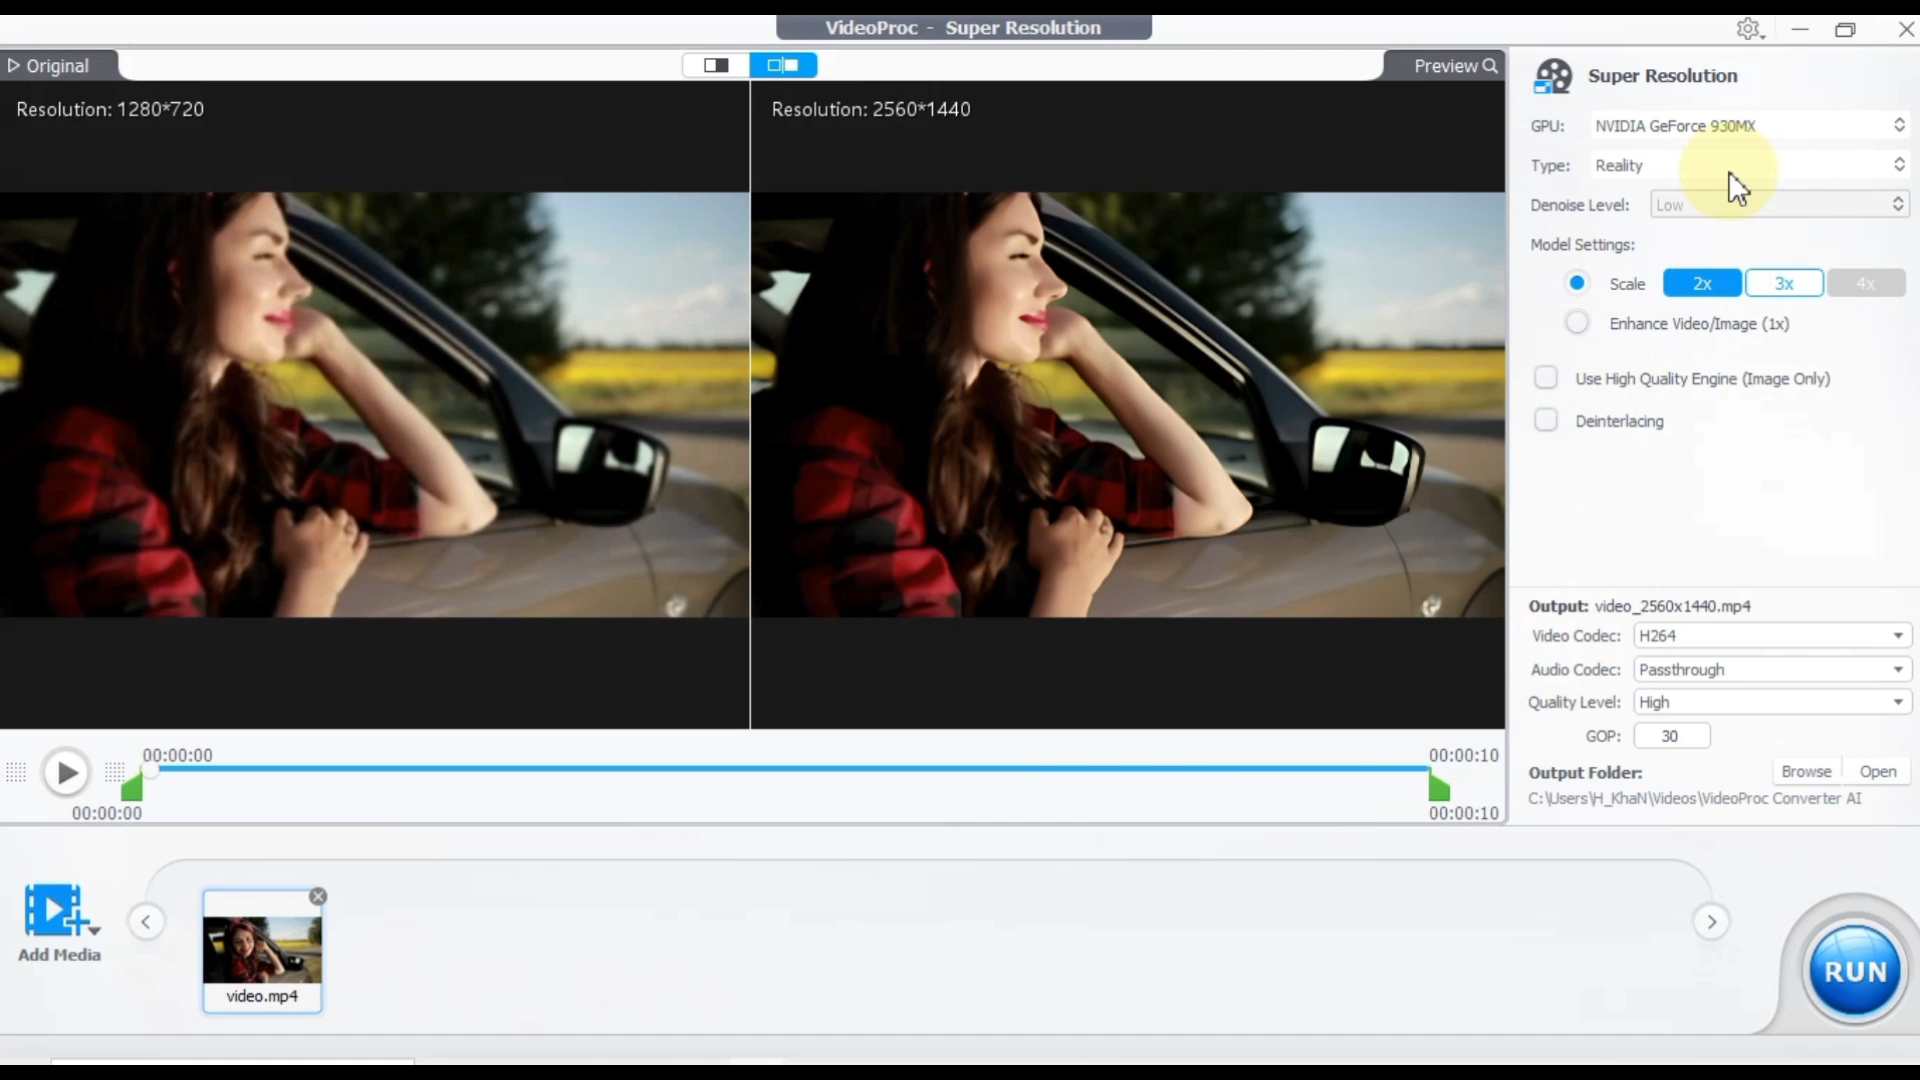 VideoProc - Super Resolution
Original
Preview
Resolution: 1280*720
Resolution: 2560*1440
Super Resolution
GPU: NVIDIA GeForce 930MX
Type: Reality
Denoise Level: Low
Model Settings:
Scale 2x 3x 4x
Enhance Video/Image (1x)
Use High Quality Engine (Image Only)
Deinterlacing
Output: video_2560x1440.mp4
Video Codec: H264
Audio Codec: Passthrough
Quality Level: High
GOP: 30
Output Folder: Browse Open
C:\Users\H_KhaN\Videos\VideoProc Converter AI
00:00:00
00:00:10
00:00:00
00:00:10
Add Media
video.mp4
RUN